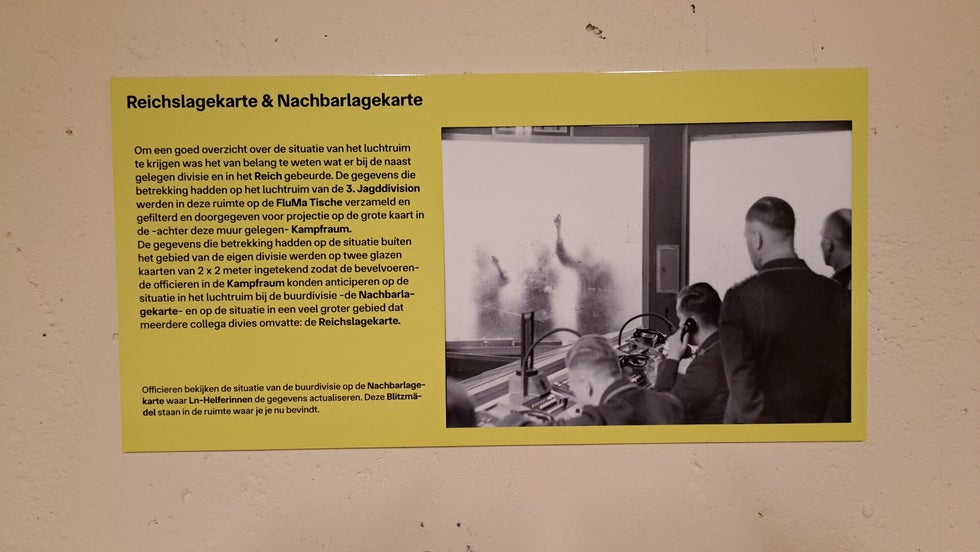 Reichslagekarte & Nachbarlagekarte
Om een goed overzicht over de situatie van het luchtruim
te krijgen was het van belang te weten wat er bij de naast
gelegen divisie en in het Reich gebeurde. De gegevens die
betrekking hadden op het luchtruim van de 3. Jagddivision
werden in deze ruimte op de FluMa Tische verzameld en
gefilterd en doorgegeven voor projectie op de grote kaart in
de -achter deze muur gelegen- Kampfraum.
De gegevens die betrekking hadden op de situatie buiten
het gebied van de eigen divisie werden op twee glazen
kaarten van 2 x 2 meter ingetekend zodat de bevelvoeren-
de officieren in de Kampfraum konden anticiperen op de
situatie in het luchtruim bij de buurdivisie -de Nachbarla-
gekarte- en op de situatie in een veel groter gebied dat
meerdere collega divies omvatte: de Reichslagekarte.
Officieren bekijken de situatie van de buurdivisie op de Nachbarlage-
karte waar Ln-Helferinnen de gegevens actualiseren. Deze Blitzmä-
del staan in de ruimte waar je je nu bevindt.